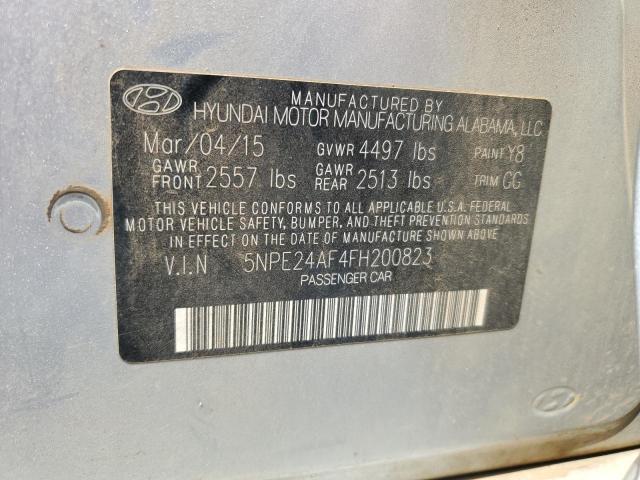 MANUFACTURED BY
HYUNDAI MOTOR MANUFACTURING ALABAMA, LLC
Mar/04/15 GVWR 4497 lbs PAINT Y8
GAWR FRONT 2557 lbs GAWR REAR 2513 lbs TRIM GG
THIS VEHICLE CONFORMS TO ALL APPLICABLE U.S.A. FEDERAL
MOTOR VEHICLE SAFETY, BUMPER, AND THEFT PREVENTION STANDARDS
IN EFFECT ON THE DATE OF MANUFACTURE SHOWN ABOVE.
V.I.N 5NPE24AF4FH200823
PASSENGER CAR